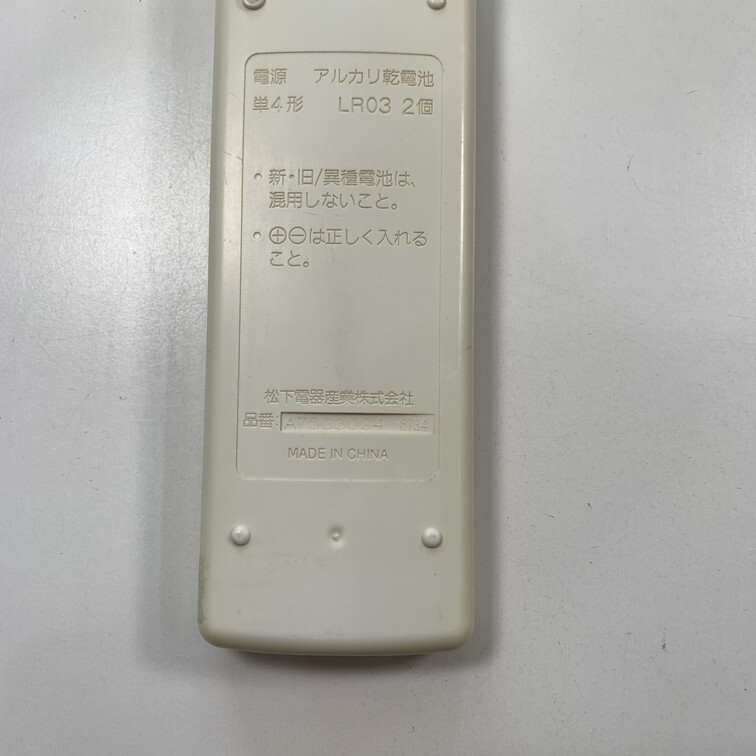 電源 アルカリ乾電池
単4形 LR03 2個
・新・旧/異種電池は、
混用しないこと。
・⊕⊖は正しく入れる
こと。
松下電器産業株式会社
品番:
MADE IN CHINA